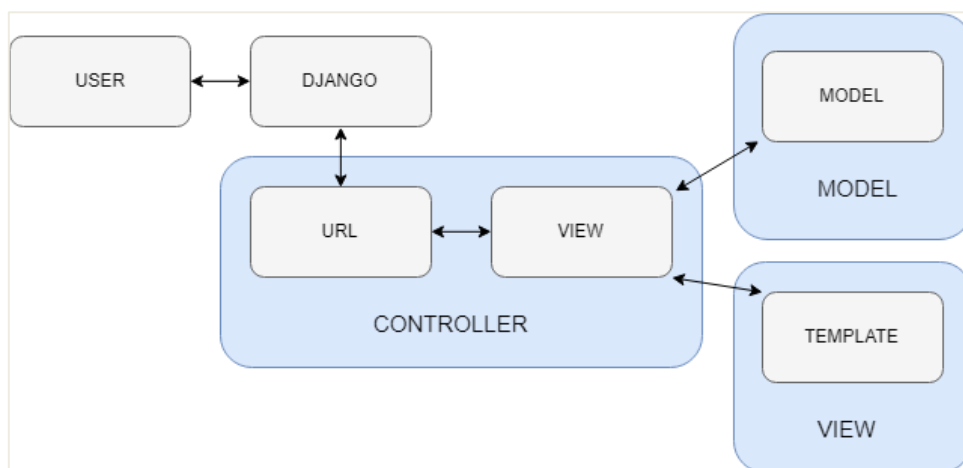 USER
DJANGO
MODEL
MODEL
URL
VIEW
CONTROLLER
TEMPLATE
VIEW